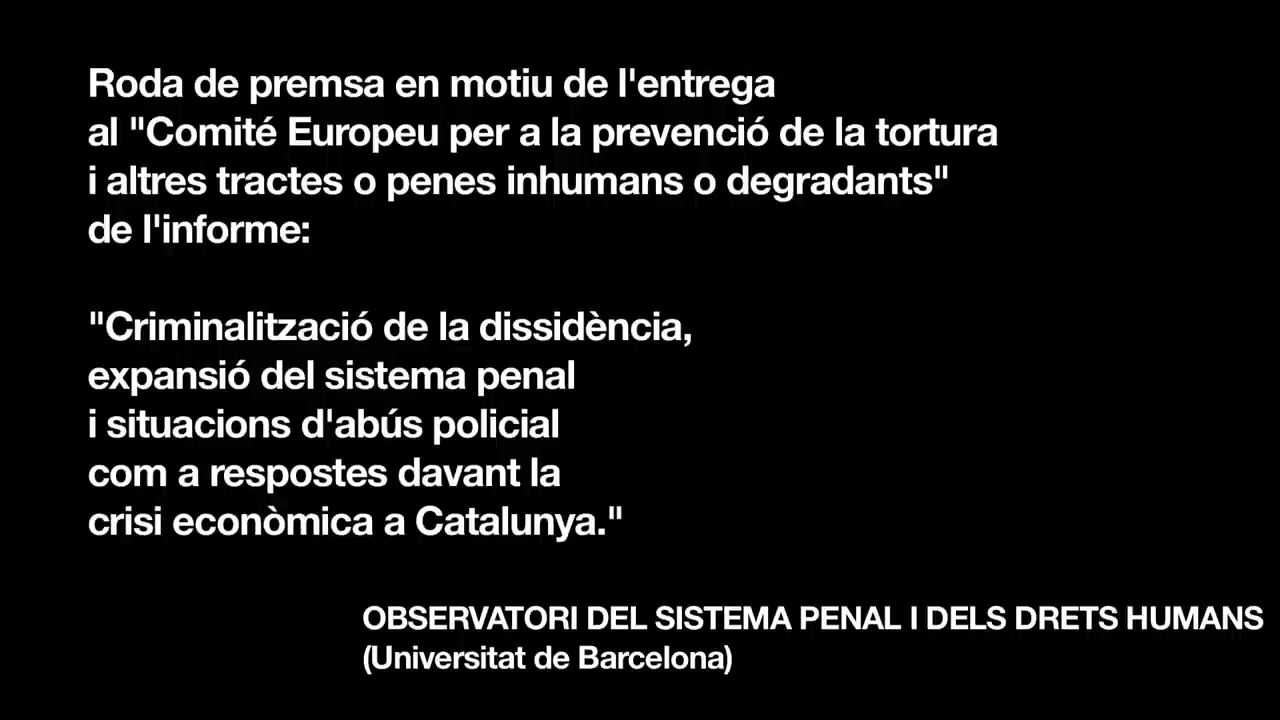 Roda de premsa en motiu de l'entrega
al "Comité Europeu per a la prevenció de la tortura
i altres tractes o penes inhumans o degradants"
de l'informe:
"Criminalització de la dissidència,
expansió del sistema penal
i situacions d'abús policial
com a respostes davant la
crisi econòmica a Catalunya."
OBSERVATORI DEL SISTEMA PENAL I DELS DRETS HUMANS
(Universitat de Barcelona)